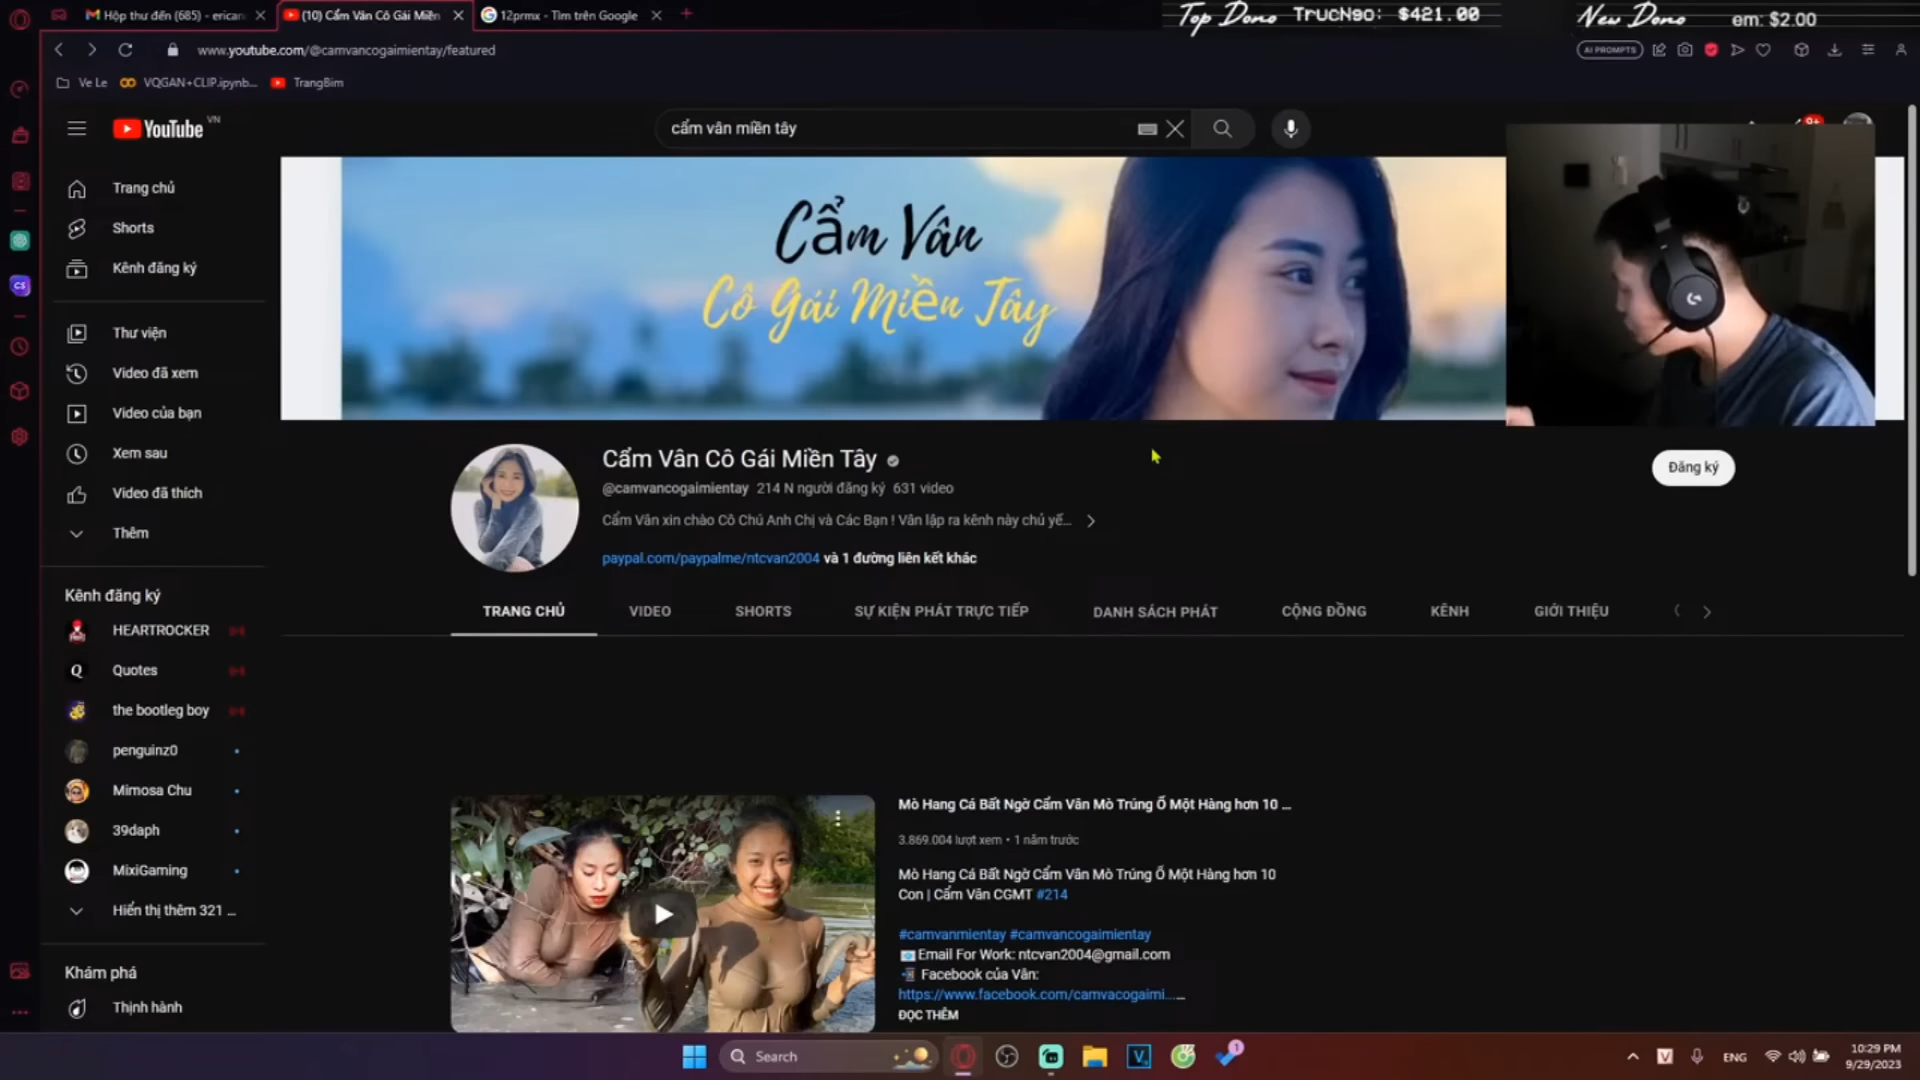 Hộp thư đến (685) - erican
(10) Cẩm Vân Cô Gái Miền
12prmx - Tìm trên Google
Top Dono TrucNgo: $421.00
New Dono em: $2.00
www.youtube.com/@camvancogaimientay/featured
AI PROMPTS
Ve Le
VQGAN+CLIP.ipynb...
TrangBim
YouTube VN
cẩm vân miền tây
9+
Trang chủ
Shorts
Kênh đăng ký
Thư viện
Video đã xem
Video của bạn
Xem sau
Video đã thích
Thêm
Kênh đăng ký
HEARTROCKER
Quotes
the bootleg boy
penguinz0
Mimosa Chu
39daph
MixiGaming
Hiển thị thêm 321 ...
Khám phá
Thịnh hành
CS
Cẩm Vân
Cô Gái Miền Tây
Cẩm Vân Cô Gái Miền Tây
@camvancogaimientay 214 N người đăng ký 631 video
Cẩm Vân xin chào Cô Chú Anh Chị và Các Bạn ! Vân lập ra kênh này chủ yế...
paypal.com/paypalme/ntcvan2004 và 1 đường liên kết khác
Đăng ký
TRANG CHỦ
VIDEO
SHORTS
SỰ KIỆN PHÁT TRỰC TIẾP
DANH SÁCH PHÁT
CỘNG ĐỒNG
KÊNH
GIỚI THIỆU
Mò Hang Cá Bất Ngờ Cẩm Vân Mò Trúng Ổ Một Hàng hơn 10 ...
3.869.004 lượt xem • 1 năm trước
Mò Hang Cá Bất Ngờ Cẩm Vân Mò Trúng Ổ Một Hàng hơn 10
Con | Cẩm Vân CGMT #214
#camvanmientay #camvancogaimientay
Email For Work: ntcvan2004@gmail.com
Facebook của Vân:
https://www.facebook.com/camvacogaimi...
ĐỌC THÊM
Search
1
ENG
10:29 PM
9/29/2023